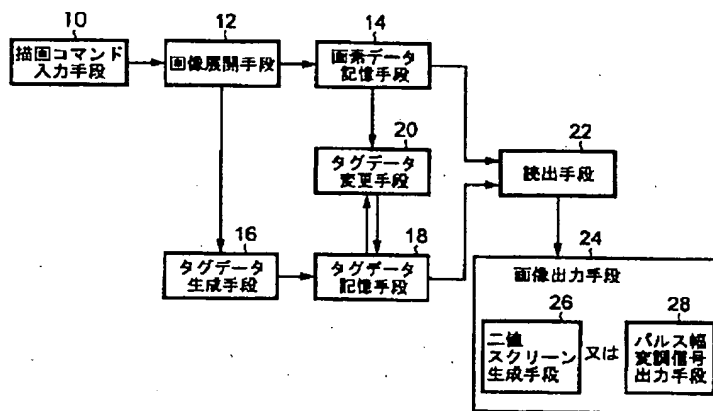 10
描画コマンド
入力手段
12
画像展開手段
14
画素データ
記憶手段
20
タグデータ
変更手段
22
読出手段
16
タグデータ
生成手段
18
タグデータ
記憶手段
24
画像出力手段
26
二値
スクリーン
生成手段
又は
28
パルス幅
変調信号
出力手段